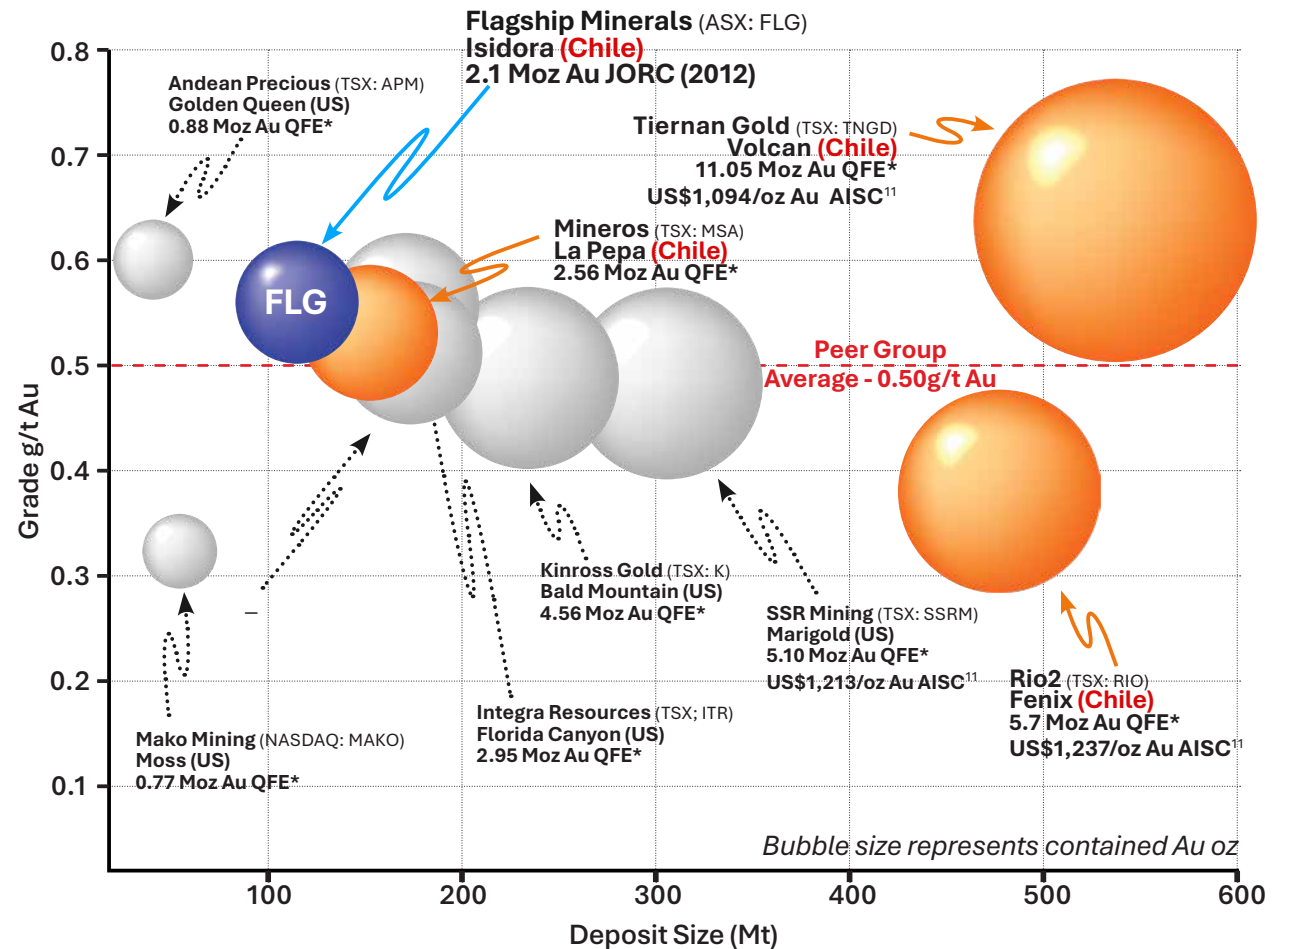 Flagship Minerals (ASX: FLG)
Isidora (Chile)
2.1 Moz Au JORC (2012)
Andean Precious (TSX: APM)
Golden Queen (US)
0.88 Moz Au QFE*
Tiernan Gold (TSX: TNGD)
Volcan (Chile)
11.05 Moz Au QFE*
US$1,094/oz Au AISC¹¹
Mineros (TSX: MSA)
La Pepa (Chile)
2.56 Moz Au QFE*
FLG
Peer Group
Average - 0.50g/t Au
Kinross Gold (TSX: K)
Bald Mountain (US)
4.56 Moz Au QFE*
SSR Mining (TSX: SSRM)
Marigold (US)
5.10 Moz Au QFE*
US$1,213/oz Au AISC¹¹
Rio2 (TSX: RIO)
Fenix (Chile)
5.7 Moz Au QFE*
US$1,237/oz Au AISC¹¹
–
Integra Resources (TSX; ITR)
Florida Canyon (US)
2.95 Moz Au QFE*
Mako Mining (NASDAQ: MAKO)
Moss (US)
0.77 Moz Au QFE*
Bubble size represents contained Au oz
Grade g/t Au
0.8
0.7
0.6
0.5
0.4
0.3
0.2
0.1
100
200
300
400
500
600
Deposit Size (Mt)